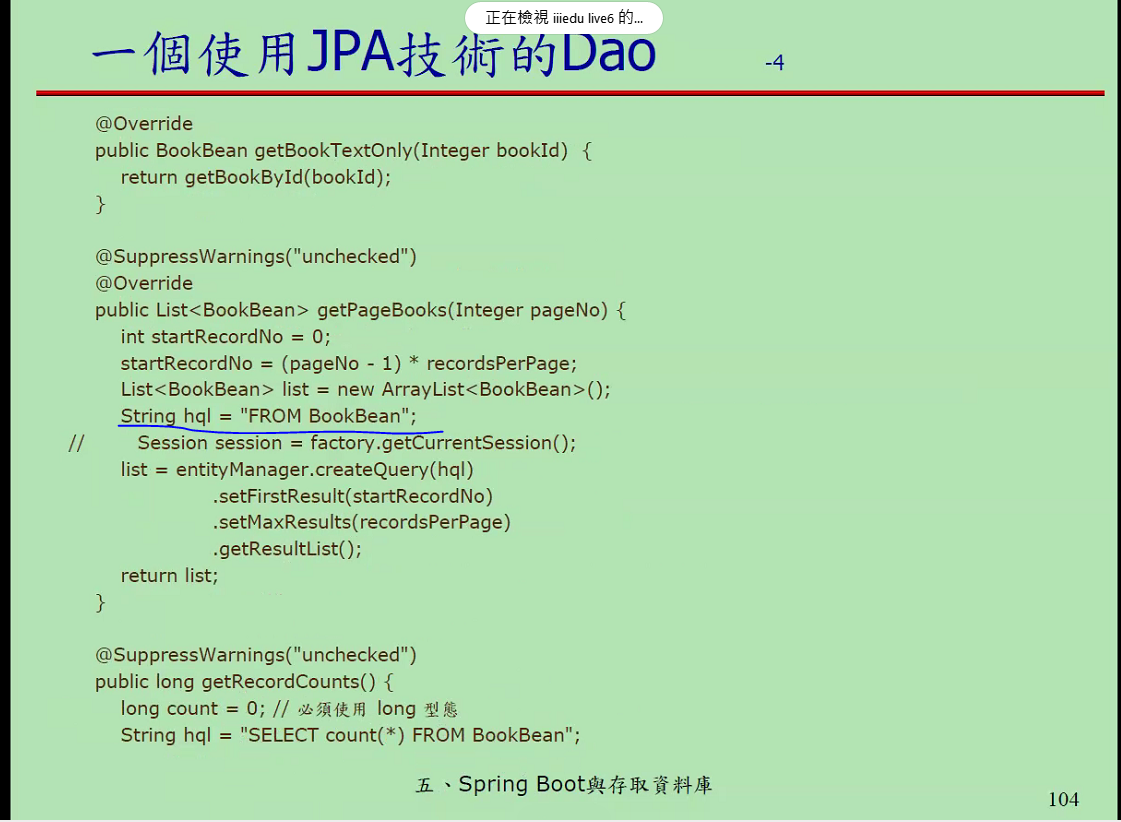 正在檢視 iiiedu live6 的...
一個使用JPA技術的Dao -4
@Override
public BookBean getBookTextOnly(Integer bookId) {
return getBookById(bookId);
}
@SuppressWarnings("unchecked")
@Override
public List<BookBean> getPageBooks(Integer pageNo) {
int startRecordNo = 0;
startRecordNo = (pageNo - 1) * recordsPerPage;
List<BookBean> list = new ArrayList<BookBean>();
String hql = "FROM BookBean";
// Session session = factory.getCurrentSession();
list = entityManager.createQuery(hql)
.setFirstResult(startRecordNo)
.setMaxResults(recordsPerPage)
.getResultList();
return list;
}
@SuppressWarnings("unchecked")
public long getRecordCounts() {
long count = 0; // 必須使用 long 型態
String hql = "SELECT count(*) FROM BookBean";
五、Spring Boot與存取資料庫
104